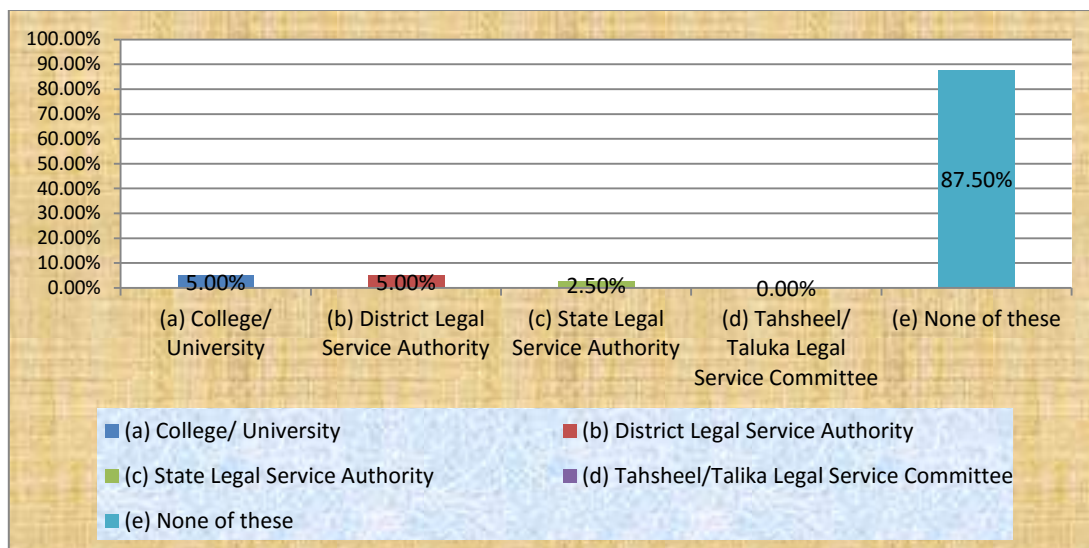 100.00%
90.00%
80.00%
70.00%
60.00%
50.00%
40.00%
30.00%
20.00%
10.00%
0.00%
5.00%
5.00%
2.50%
0.00%
87.50%
(a) College/
University
(b) District Legal
Service Authority
(c) State Legal
Service Authority
(d) Tahsheel/
Taluka Legal
Service Committee
(e) None of these
(a) College/ University
(b) District Legal Service Authority
(c) State Legal Service Authority
(d) Tahsheel/Talika Legal Service Committee
(e) None of these